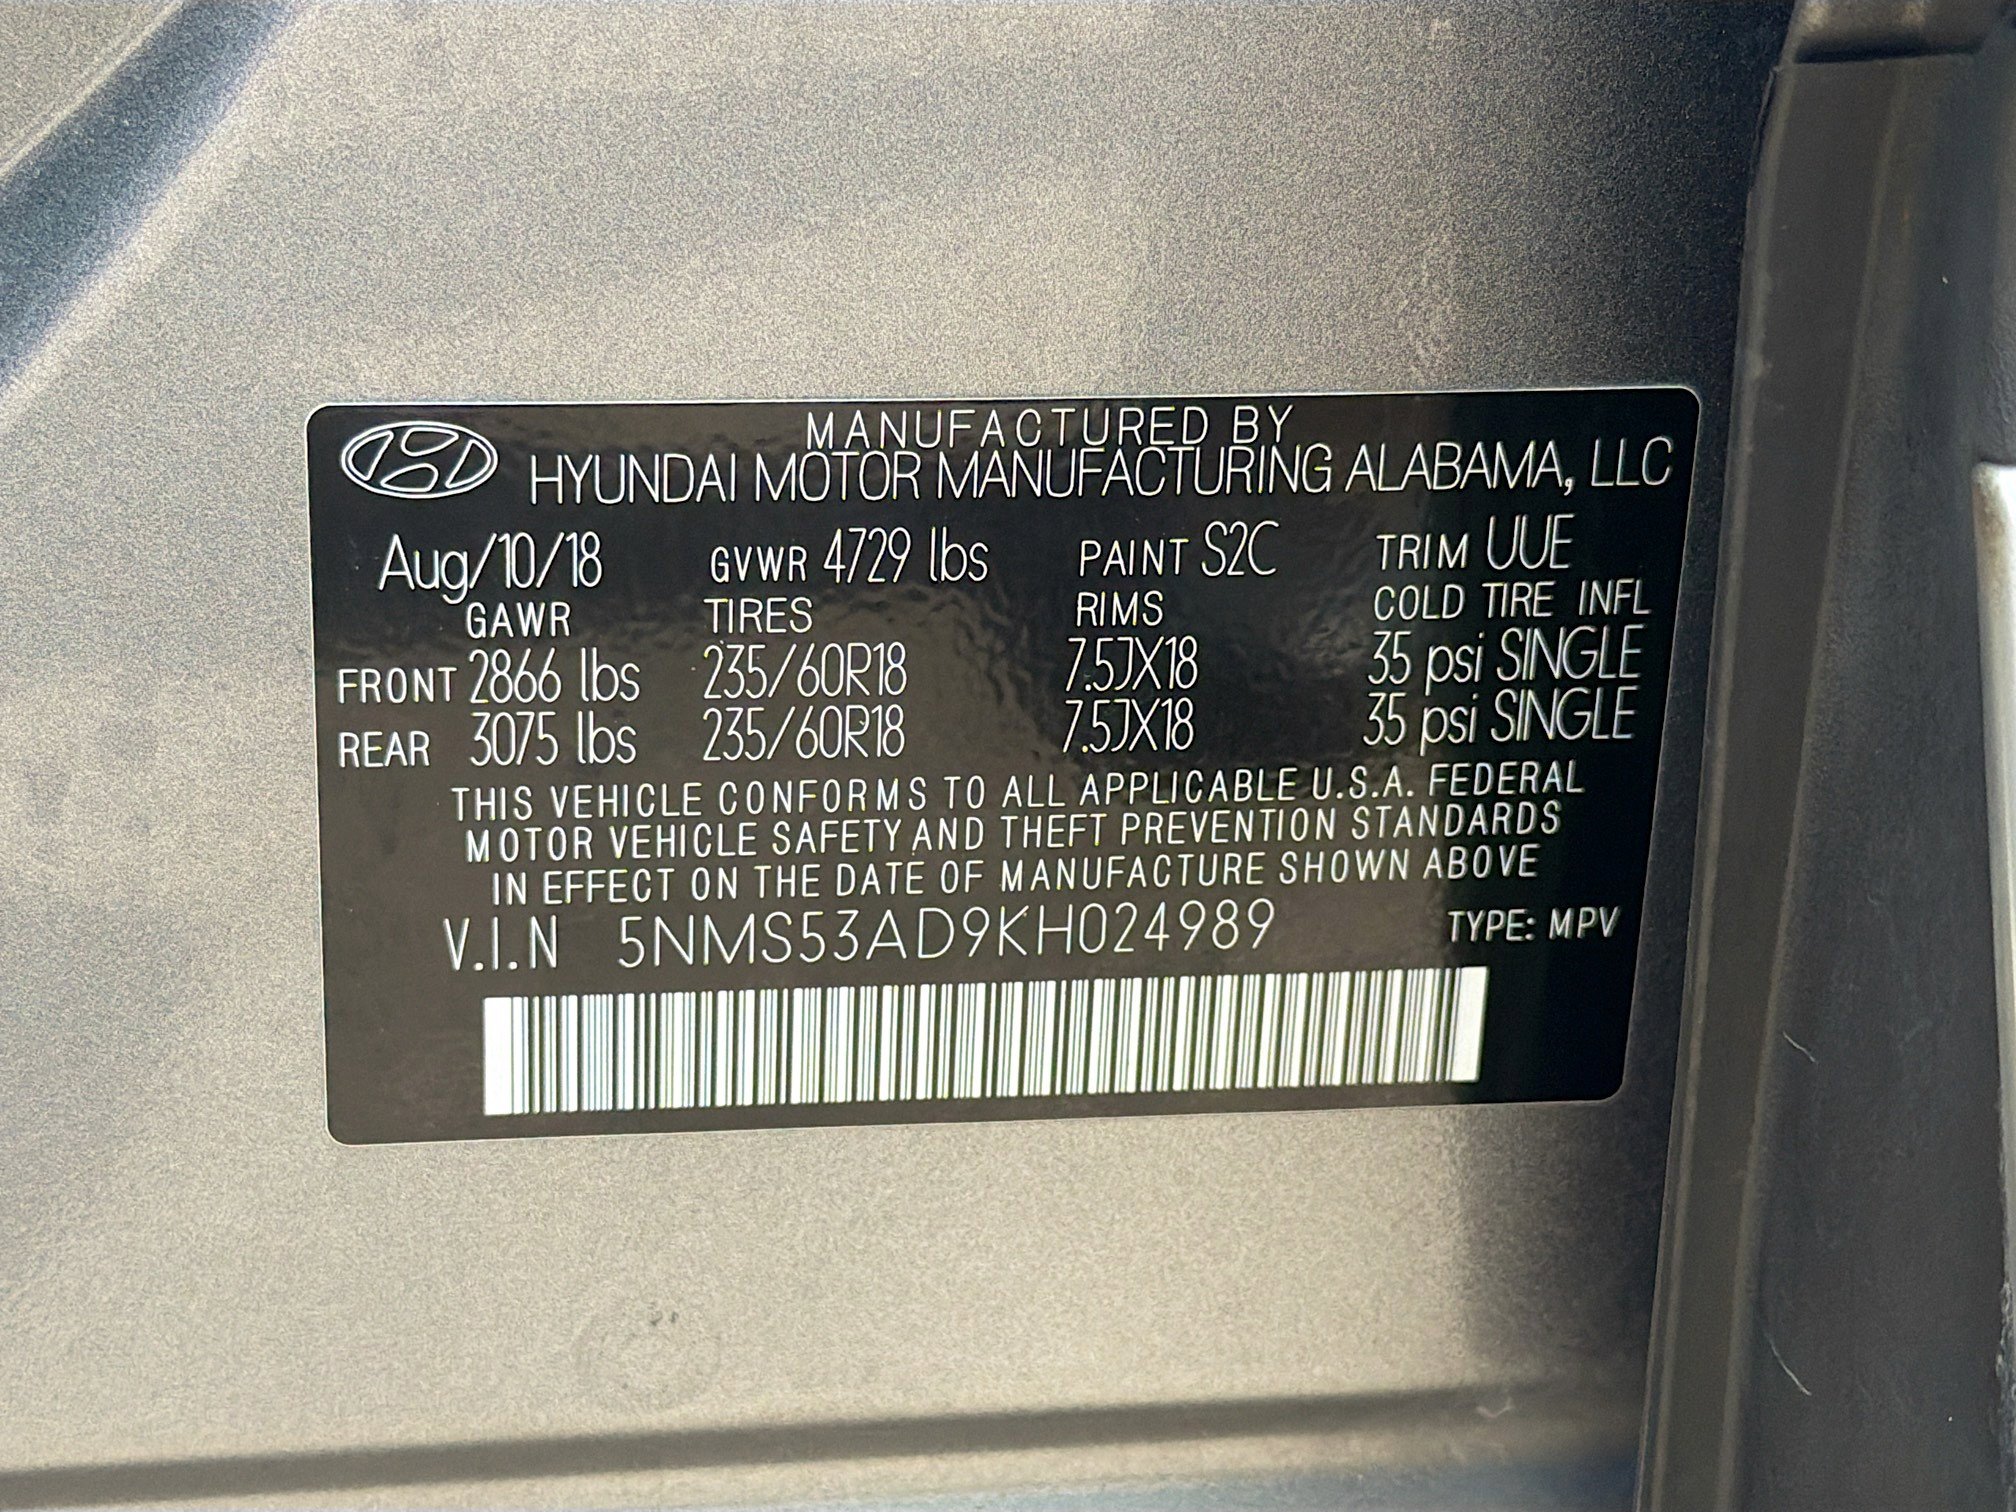 MANUFACTURED BY
HYUNDAI MOTOR MANUFACTURING ALABAMA, LLC
Aug/10/18 GVWR 4729 lbs PAINT S2C TRIM UUE
GAWR TIRES RIMS COLD TIRE INFL
FRONT 2866 lbs 235/60R18 7.5JX18 35 psi SINGLE
REAR 3075 lbs 235/60R18 7.5JX18 35 psi SINGLE
THIS VEHICLE CONFORMS TO ALL APPLICABLE U.S.A. FEDERAL
MOTOR VEHICLE SAFETY AND THEFT PREVENTION STANDARDS
IN EFFECT ON THE DATE OF MANUFACTURE SHOWN ABOVE
V.I.N 5NMS53AD9KH024989 TYPE: MPV